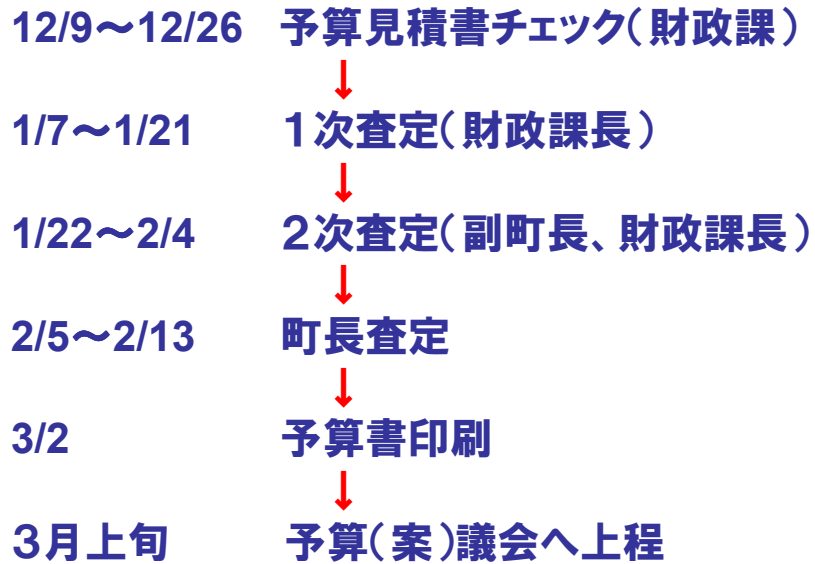 12/9～12/26 予算見積書チェック（財政課）
↓
1/7～1/21 １次査定（財政課長）
↓
1/22～2/4 ２次査定（副町長、財政課長）
↓
2/5～2/13 町長査定
↓
3/2 予算書印刷
↓
３月上旬 予算（案）議会へ上程